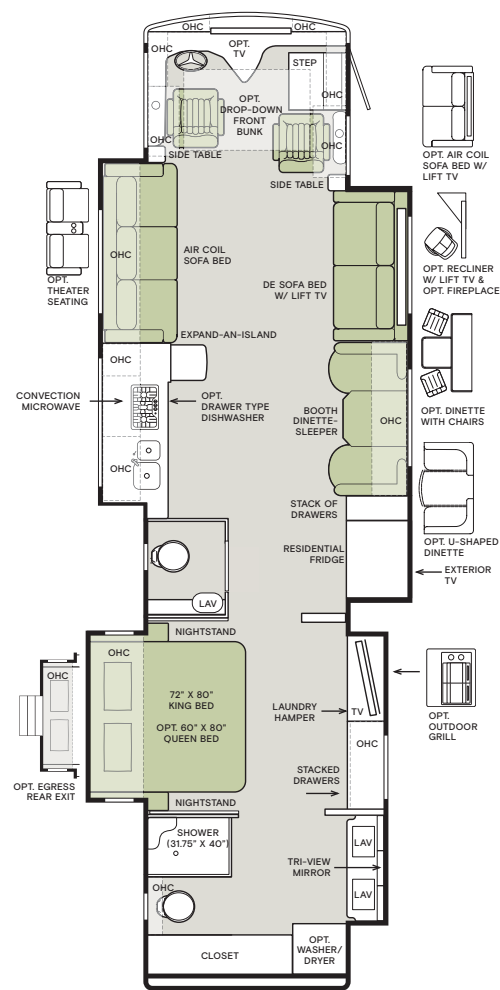 OHC
OHC
OHC
OPT.
TV
STEP
OPT.
DROP-DOWN
FRONT
BUNK
OHC
OHC
OHC
SIDE TABLE
SIDE TABLE
OPT. AIR COIL
SOFA BED W/
LIFT TV
OPT.
THEATER
SEATING
OHC
AIR COIL
SOFA BED
DE SOFA BED
W/ LIFT TV
OPT. RECLINER
W/ LIFT TV &
OPT. FIREPLACE
EXPAND-AN-ISLAND
OHC
CONVECTION
MICROWAVE
OPT.
DRAWER TYPE
DISHWASHER
BOOTH
DINETTE-
SLEEPER
OHC
OPT. DINETTE
WITH CHAIRS
OHC
STACK OF
DRAWERS
OPT. U-SHAPED
DINETTE
RESIDENTIAL
FRIDGE
EXTERIOR
TV
LAV
NIGHTSTAND
OHC
OHC
72" X 80"
KING BED
OPT. 60" X 80"
QUEEN BED
LAUNDRY
HAMPER
TV
OPT.
OUTDOOR
GRILL
OHC
OPT. EGRESS
REAR EXIT
STACKED
DRAWERS
NIGHTSTAND
SHOWER
(31.75" X 40")
LAV
TRI-VIEW
MIRROR
LAV
OHC
CLOSET
OPT.
WASHER/
DRYER